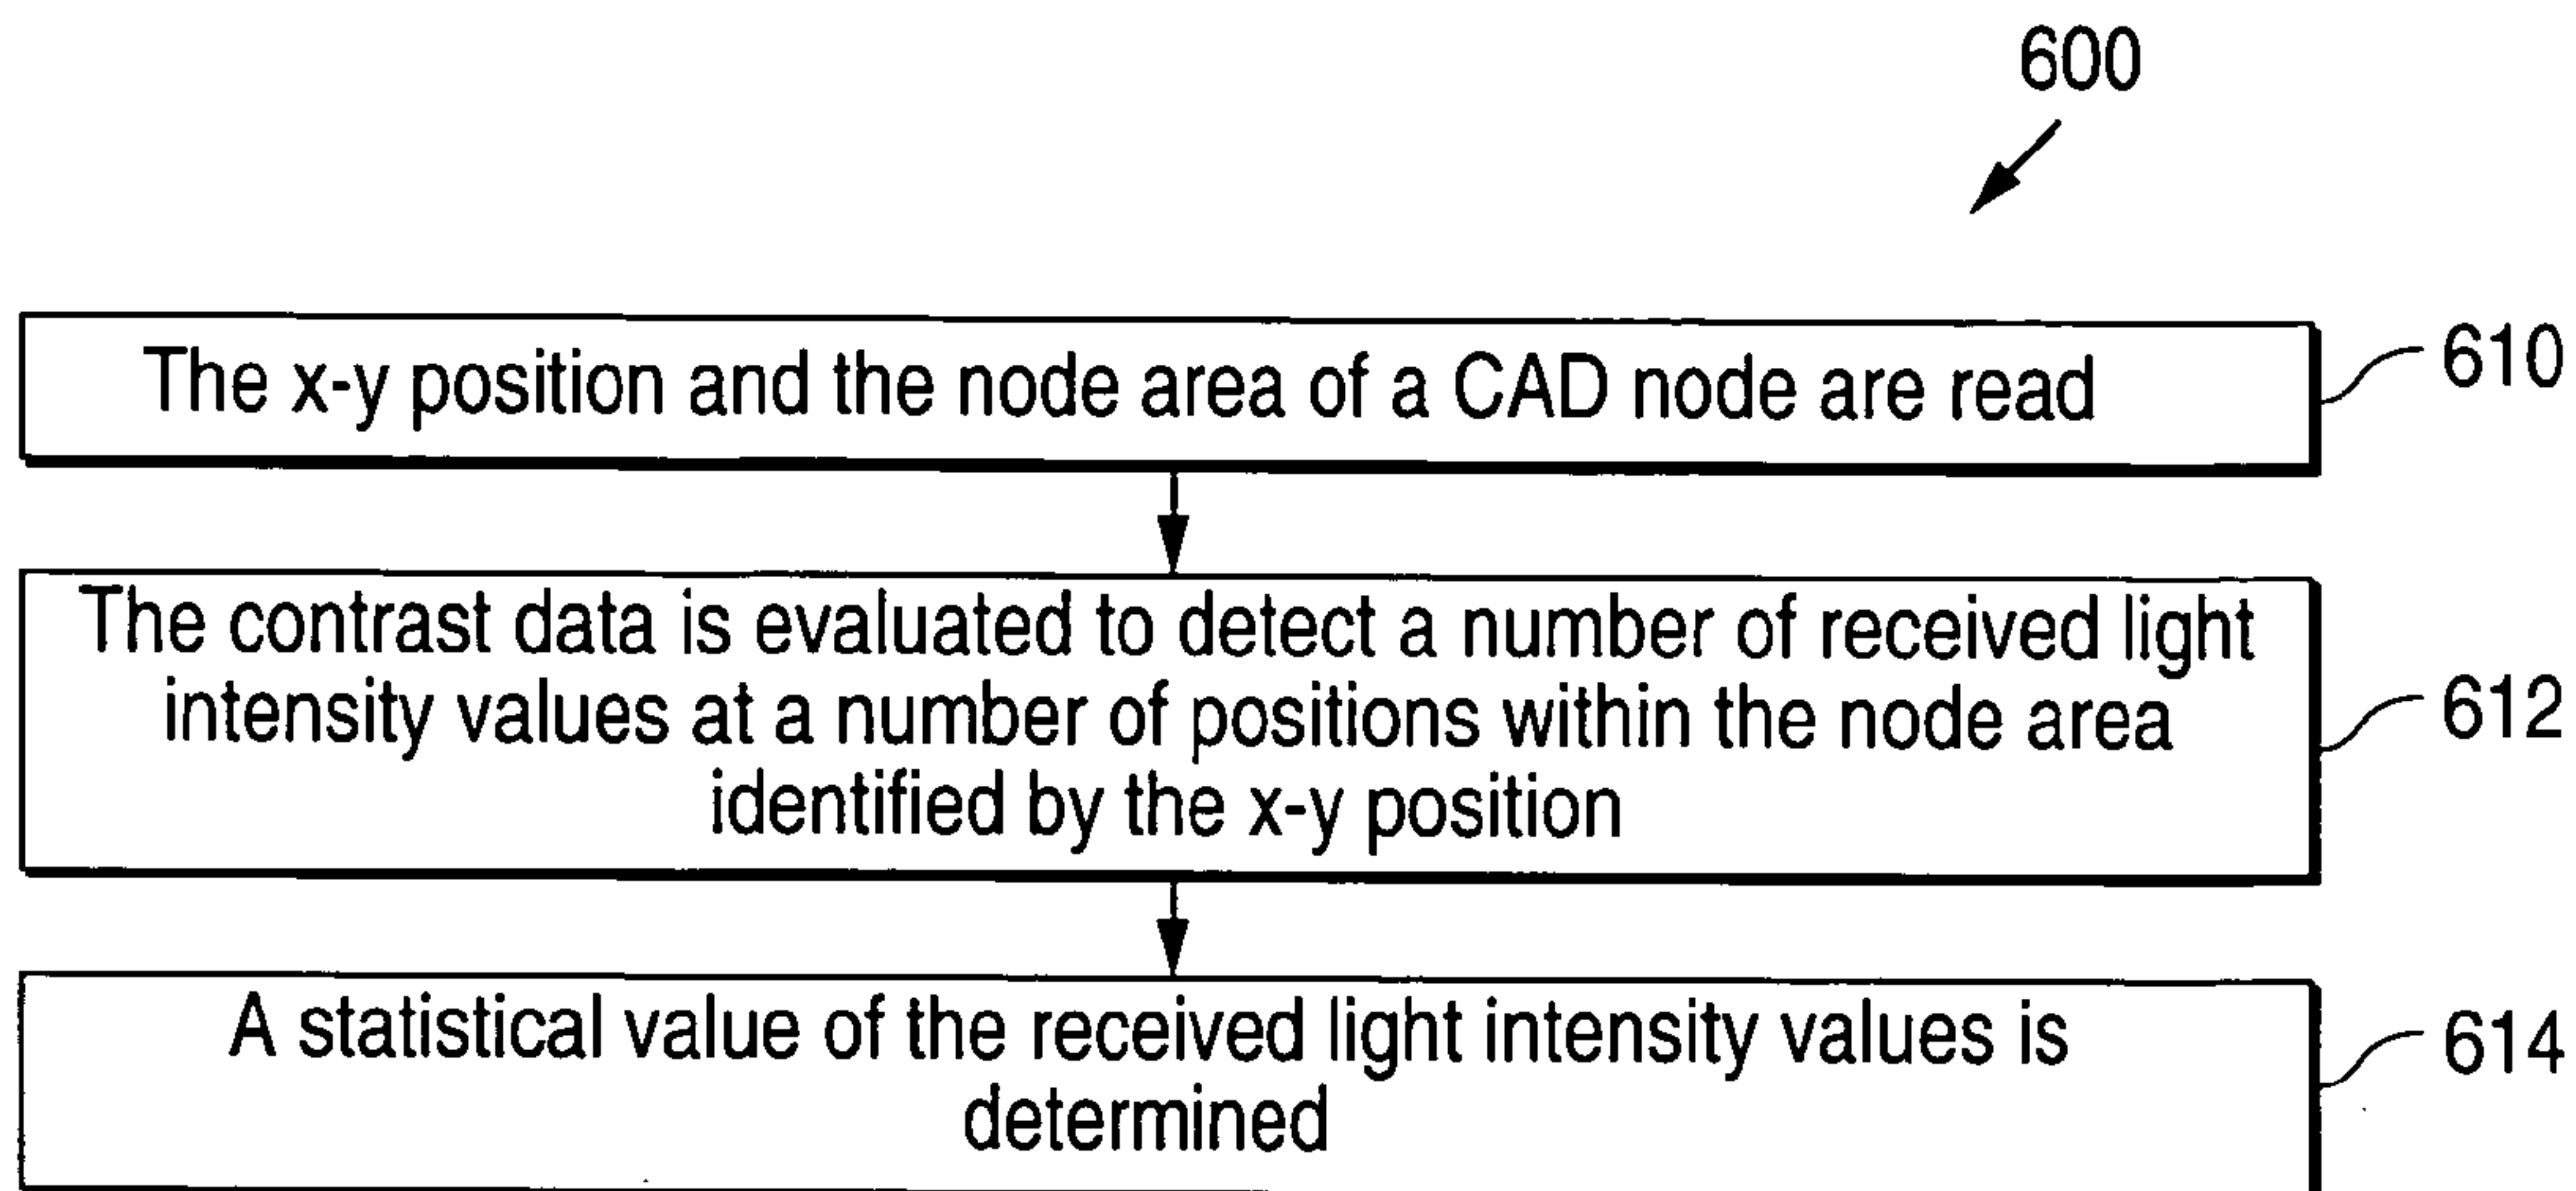 600
The x-y position and the node area of a CAD node are read
610
The contrast data is evaluated to detect a number of received light
intensity values at a number of positions within the node area
identified by the x-y position
612
A statistical value of the received light intensity values is
determined
614